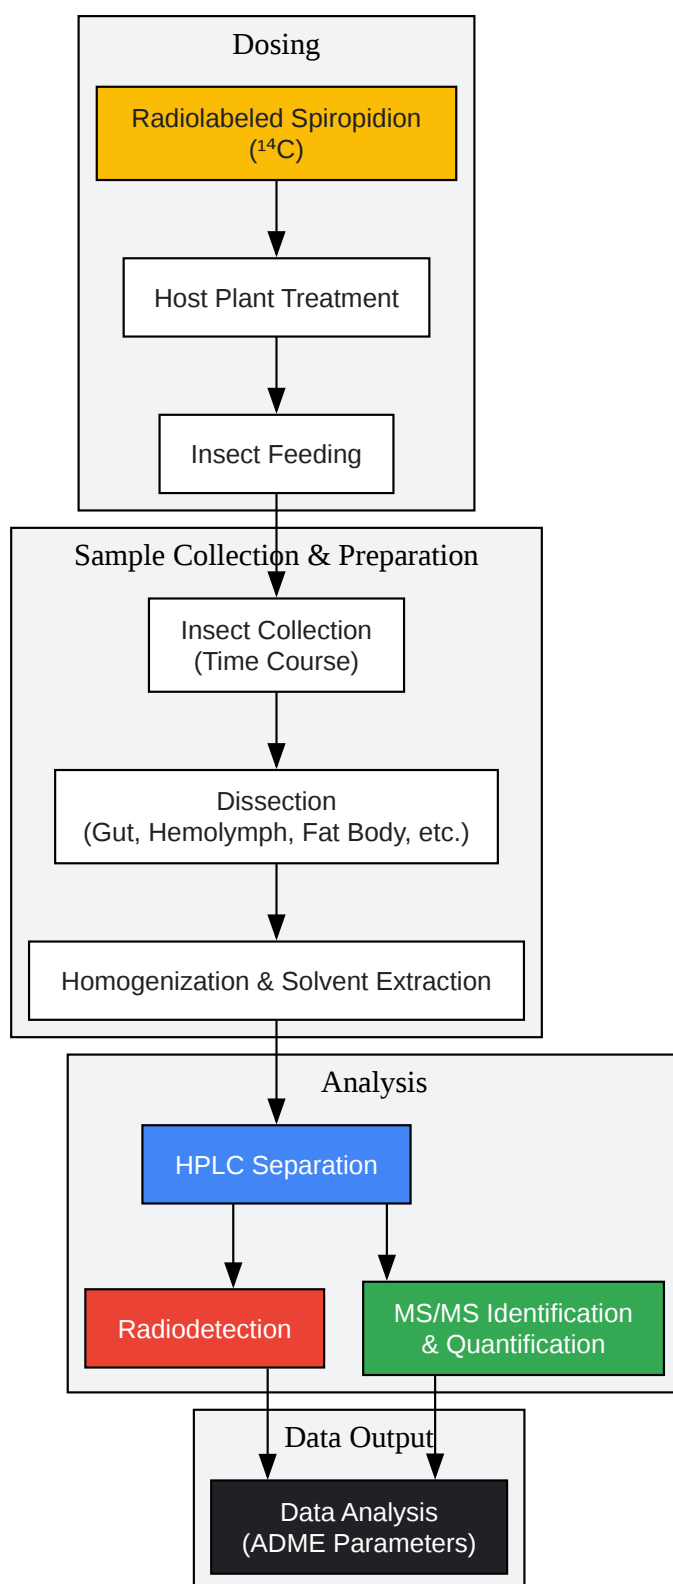 Dosing
Radiolabeled Spiropidion
(¹⁴C)
Host Plant Treatment
Insect Feeding
Sample Collection & Preparation
Insect Collection
(Time Course)
Dissection
(Gut, Hemolymph, Fat Body, etc.)
Homogenization & Solvent Extraction
Analysis
HPLC Separation
Radiodetection
MS/MS Identification
& Quantification
Data Output
Data Analysis
(ADME Parameters)